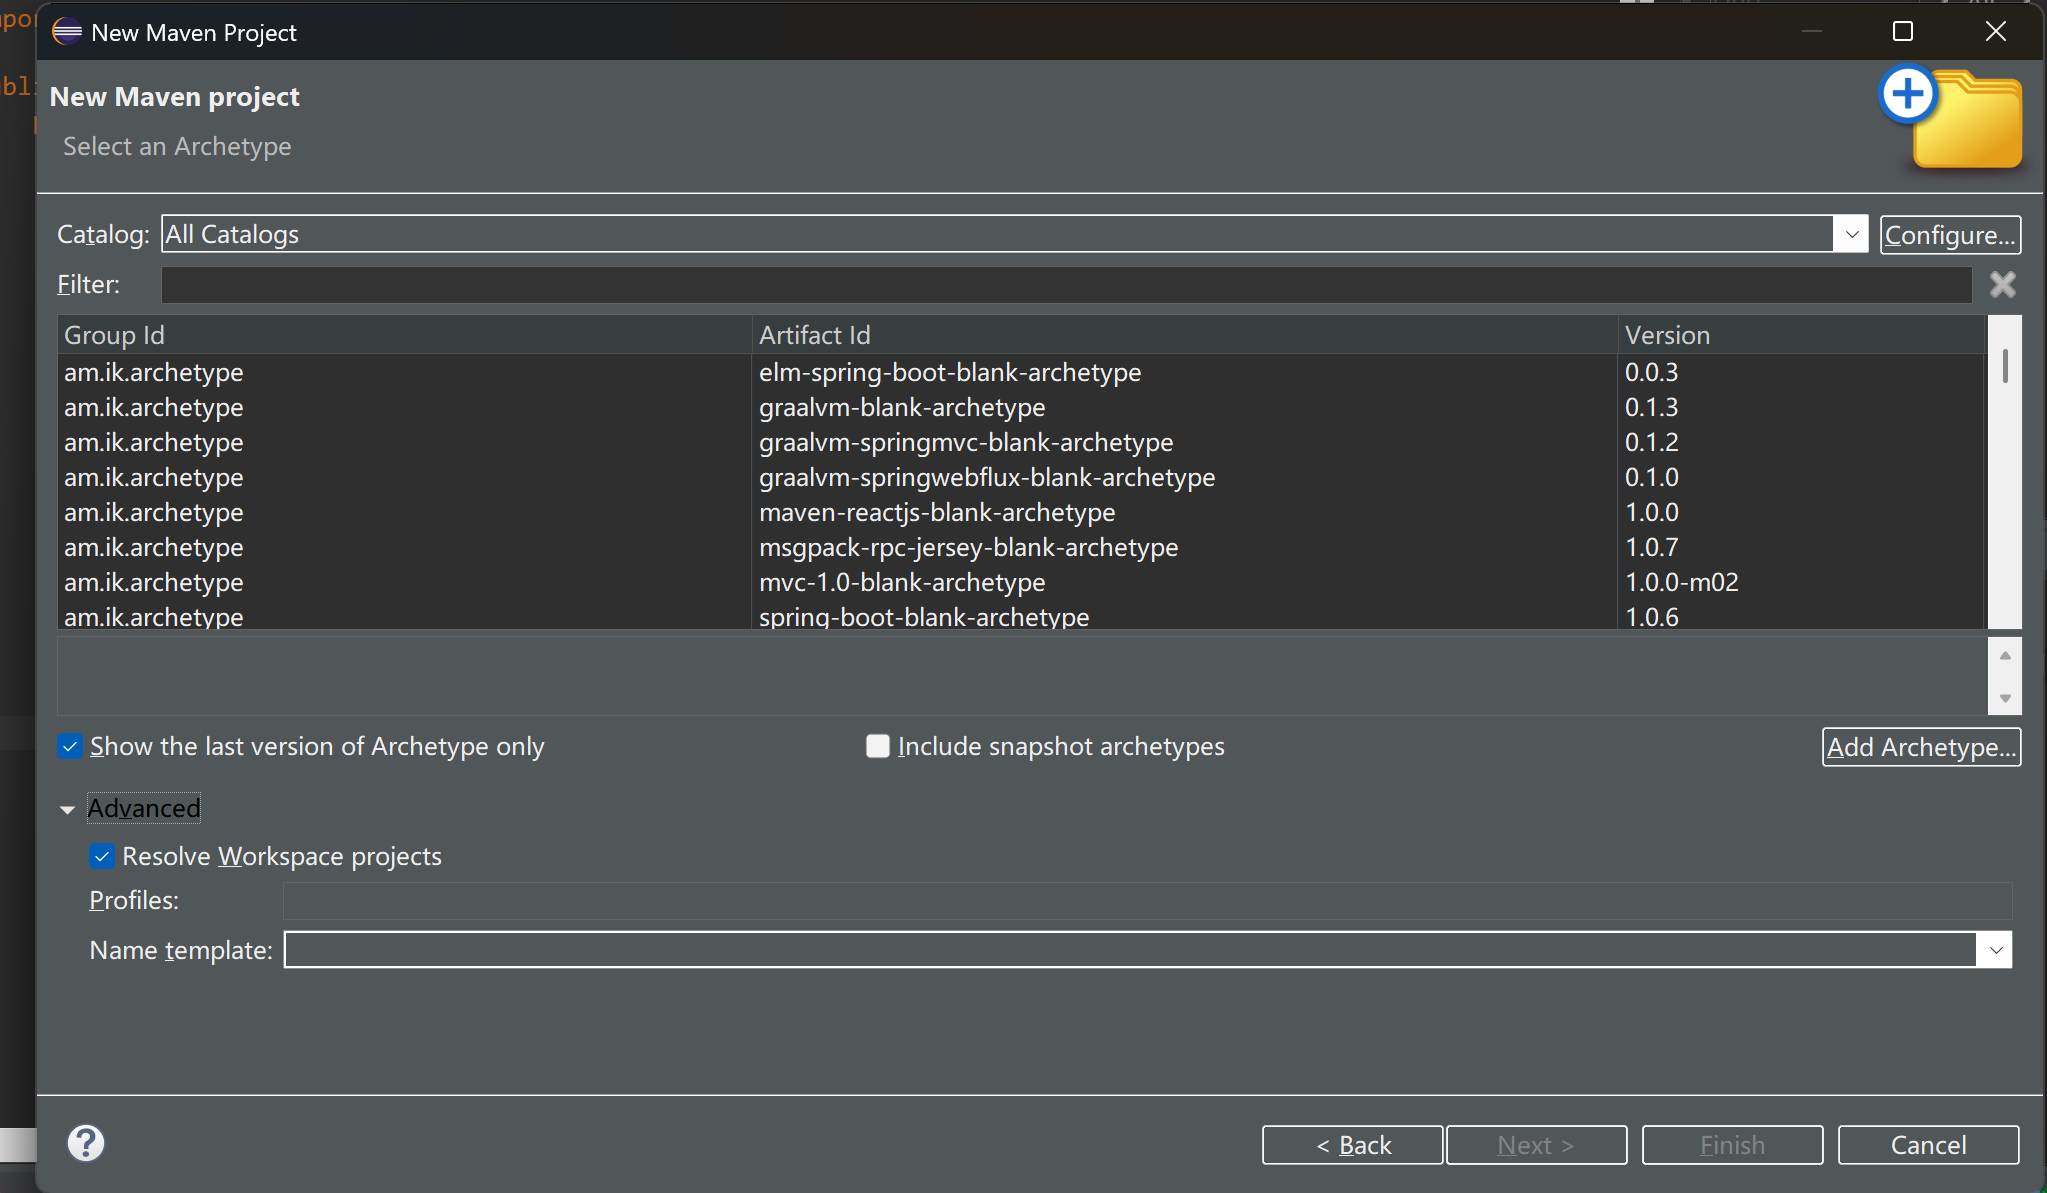 New Maven Project
New Maven project
Select an Archetype
Catalog: All Catalogs Configure...
Filter:
Group Id Artifact Id Version
am.ik.archetype elm-spring-boot-blank-archetype 0.0.3
am.ik.archetype graalvm-blank-archetype 0.1.3
am.ik.archetype graalvm-springmvc-blank-archetype 0.1.2
am.ik.archetype graalvm-springwebflux-blank-archetype 0.1.0
am.ik.archetype maven-reactjs-blank-archetype 1.0.0
am.ik.archetype msgpack-rpc-jersey-blank-archetype 1.0.7
am.ik.archetype mvc-1.0-blank-archetype 1.0.0-m02
am.ik.archetype spring-boot-blank-archetype 1.0.6
Show the last version of Archetype only Include snapshot archetypes Add Archetype...
Advanced
Resolve Workspace projects
Profiles:
Name template:
? < Back Next > Finish Cancel